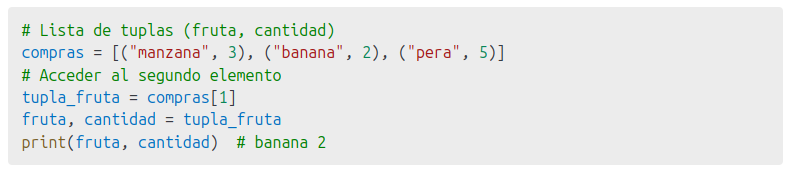 # Lista de tuplas (fruta, cantidad)
compras = [("manzana", 3), ("banana", 2), ("pera", 5)]
# Acceder al segundo elemento
tupla_fruta = compras[1]
fruta, cantidad = tupla_fruta
print(fruta, cantidad)  # banana 2